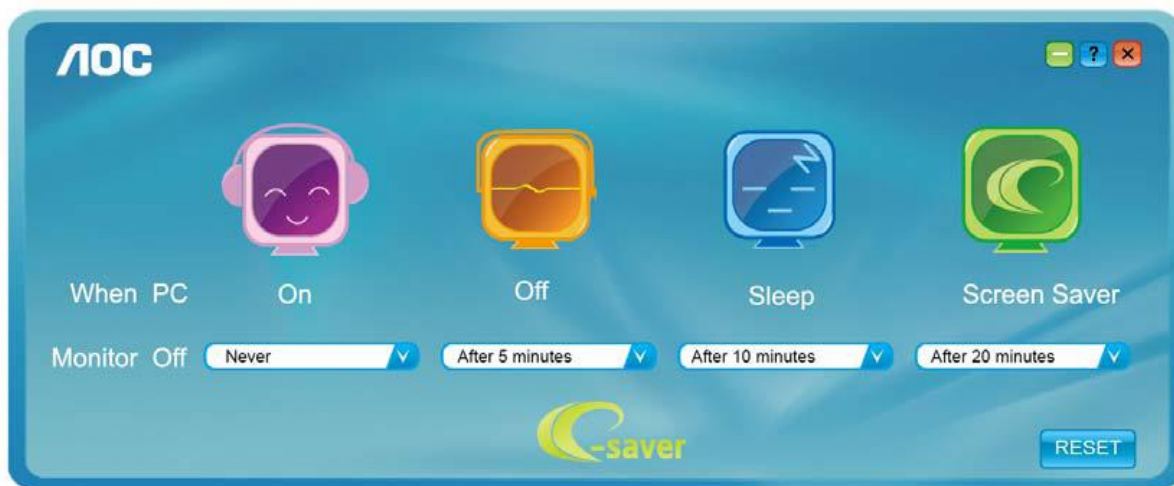 AOC
?
When PC On Off Sleep Screen Saver
Monitor Off Never After 5 minutes After 10 minutes After 20 minutes
e-saver
RESET